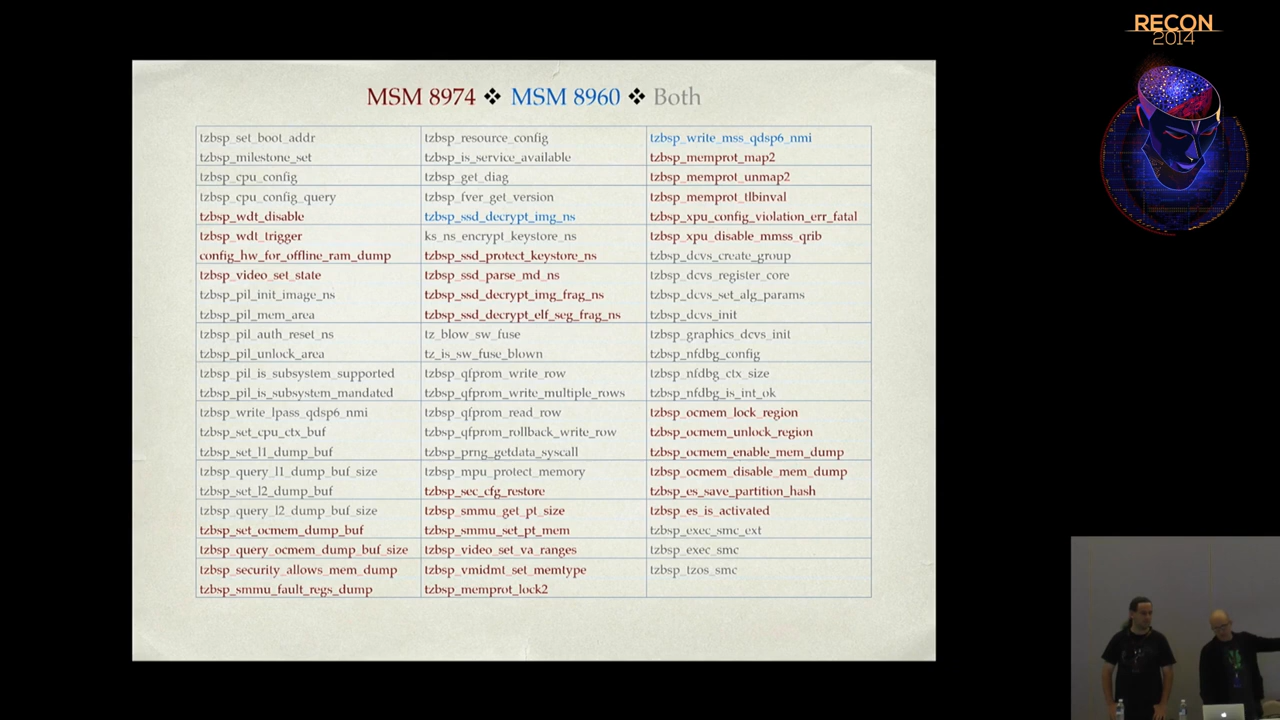 RECON
2014
MSM 8974 ❖ MSM 8960 ❖ Both
tzbsp_set_boot_addr tzbsp_resource_config tzbsp_write_mss_qdsp6_nmi
tzbsp_milestone_set tzbsp_is_service_available tzbsp_memprot_map2
tzbsp_cpu_config tzbsp_get_diag tzbsp_memprot_unmap2
tzbsp_cpu_config_query tzbsp_fver_get_version tzbsp_memprot_tlbinval
tzbsp_wdt_disable tzbsp_ssd_decrypt_img_ns tzbsp_xpu_config_violation_err_fatal
tzbsp_wdt_trigger ks_ns_encrypt_keystore_ns tzbsp_xpu_disable_mmss_qrib
config_hw_for_offline_ram_dump tzbsp_ssd_protect_keystore_ns tzbsp_dcvs_create_group
tzbsp_video_set_state tzbsp_ssd_parse_md_ns tzbsp_dcvs_register_core
tzbsp_pil_init_image_ns tzbsp_ssd_decrypt_img_frag_ns tzbsp_dcvs_set_alg_params
tzbsp_pil_mem_area tzbsp_ssd_decrypt_elf_seg_frag_ns tzbsp_dcvs_init
tzbsp_pil_auth_reset_ns tz_blow_sw_fuse tzbsp_graphics_dcvs_init
tzbsp_pil_unlock_area tz_is_sw_fuse_blown tzbsp_nfdbg_config
tzbsp_pil_is_subsystem_supported tzbsp_qfprom_write_row tzbsp_nfdbg_ctx_size
tzbsp_pil_is_subsystem_mandated tzbsp_qfprom_write_multiple_rows tzbsp_nfdbg_is_int_ok
tzbsp_write_lpass_qdsp6_nmi tzbsp_qfprom_read_row tzbsp_ocmem_lock_region
tzbsp_set_cpu_ctx_buf tzbsp_qfprom_rollback_write_row tzbsp_ocmem_unlock_region
tzbsp_set_l1_dump_buf tzbsp_prng_getdata_syscall tzbsp_ocmem_enable_mem_dump
tzbsp_query_l1_dump_buf_size tzbsp_mpu_protect_memory tzbsp_ocmem_disable_mem_dump
tzbsp_set_l2_dump_buf tzbsp_sec_cfg_restore tzbsp_es_save_partition_hash
tzbsp_query_l2_dump_buf_size tzbsp_smmu_get_pt_size tzbsp_es_is_activated
tzbsp_set_ocmem_dump_buf tzbsp_smmu_set_pt_mem tzbsp_exec_smc_ext
tzbsp_query_ocmem_dump_buf_size tzbsp_video_set_va_ranges tzbsp_exec_smc
tzbsp_security_allows_mem_dump tzbsp_vmidmt_set_memtype tzbsp_tzos_smc
tzbsp_smmu_fault_regs_dump tzbsp_memprot_lock2